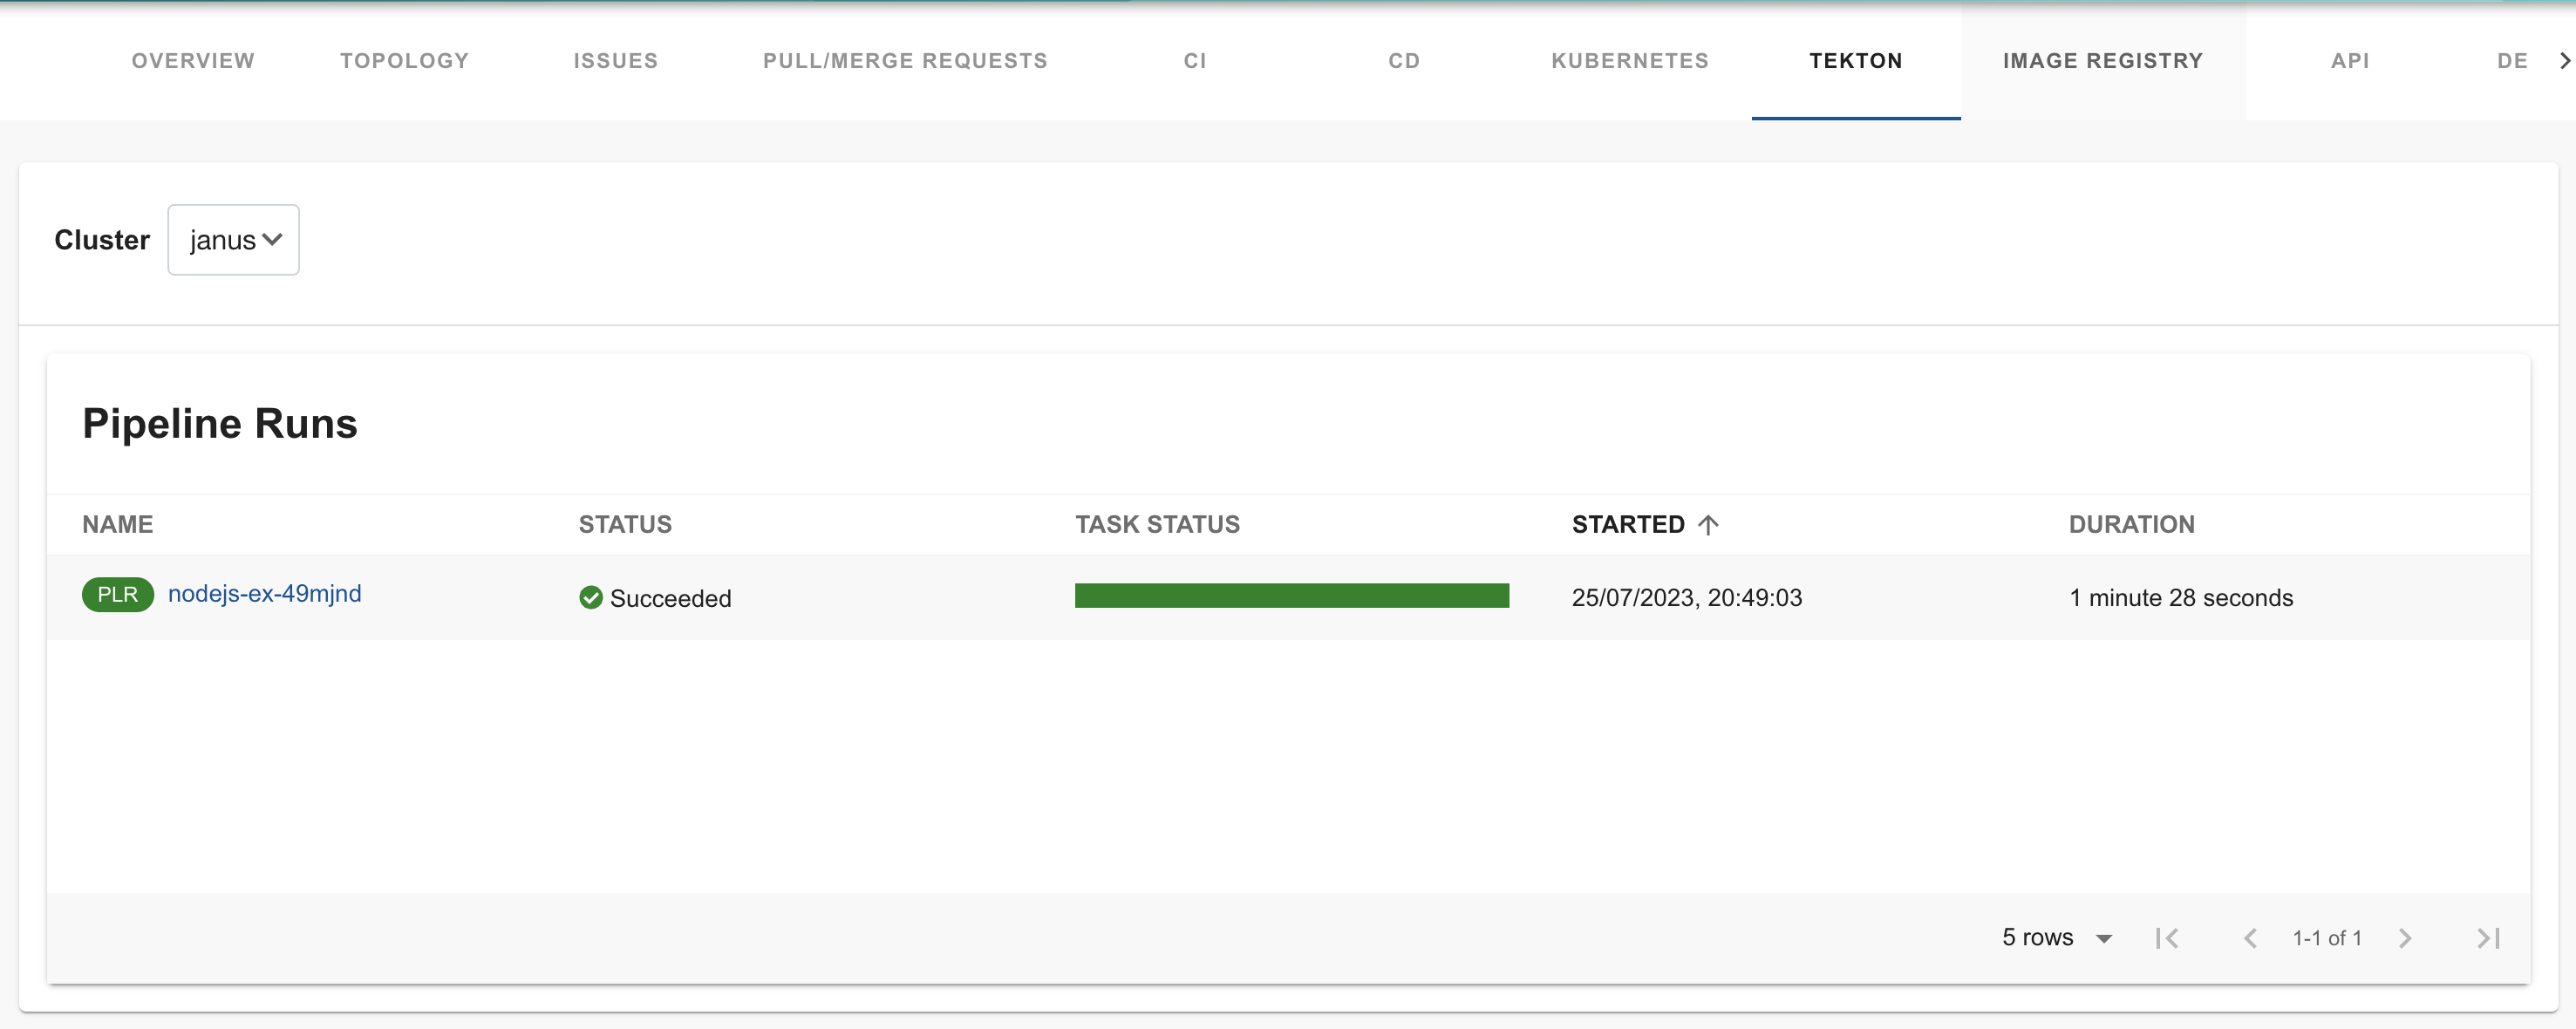 OVERVIEW TOPOLOGY ISSUES PULL/MERGE REQUESTS CI CD KUBERNETES TEKTON IMAGE REGISTRY API DE
Cluster janus
Pipeline Runs
NAME STATUS TASK STATUS STARTED DURATION
PLR nodejs-ex-49mjnd Succeeded 25/07/2023, 20:49:03 1 minute 28 seconds
5 rows 1-1 of 1